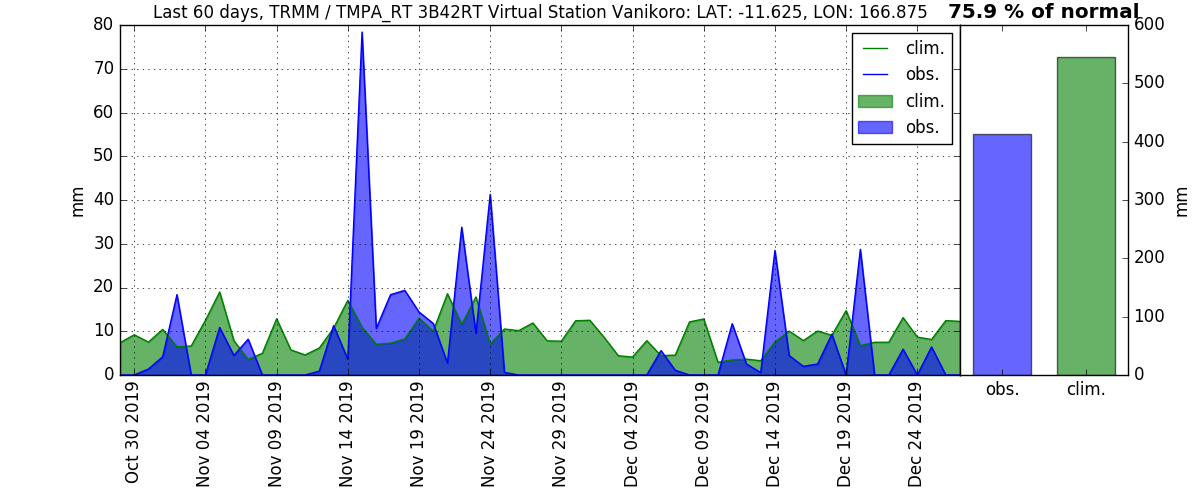 Last 60 days, TRMM / TMPA_RT 3B42RT Virtual Station Vanikoro: LAT: -11.625, LON: 166.875
75.9 % of normal
80
70
60
50
40
30
20
10
0
mm
clim.
obs.
clim.
obs.
600
500
400
300
200
100
0
mm
obs.
clim.
Oct 30 2019
Nov 04 2019
Nov 09 2019
Nov 14 2019
Nov 19 2019
Nov 24 2019
Nov 29 2019
Dec 04 2019
Dec 09 2019
Dec 14 2019
Dec 19 2019
Dec 24 2019